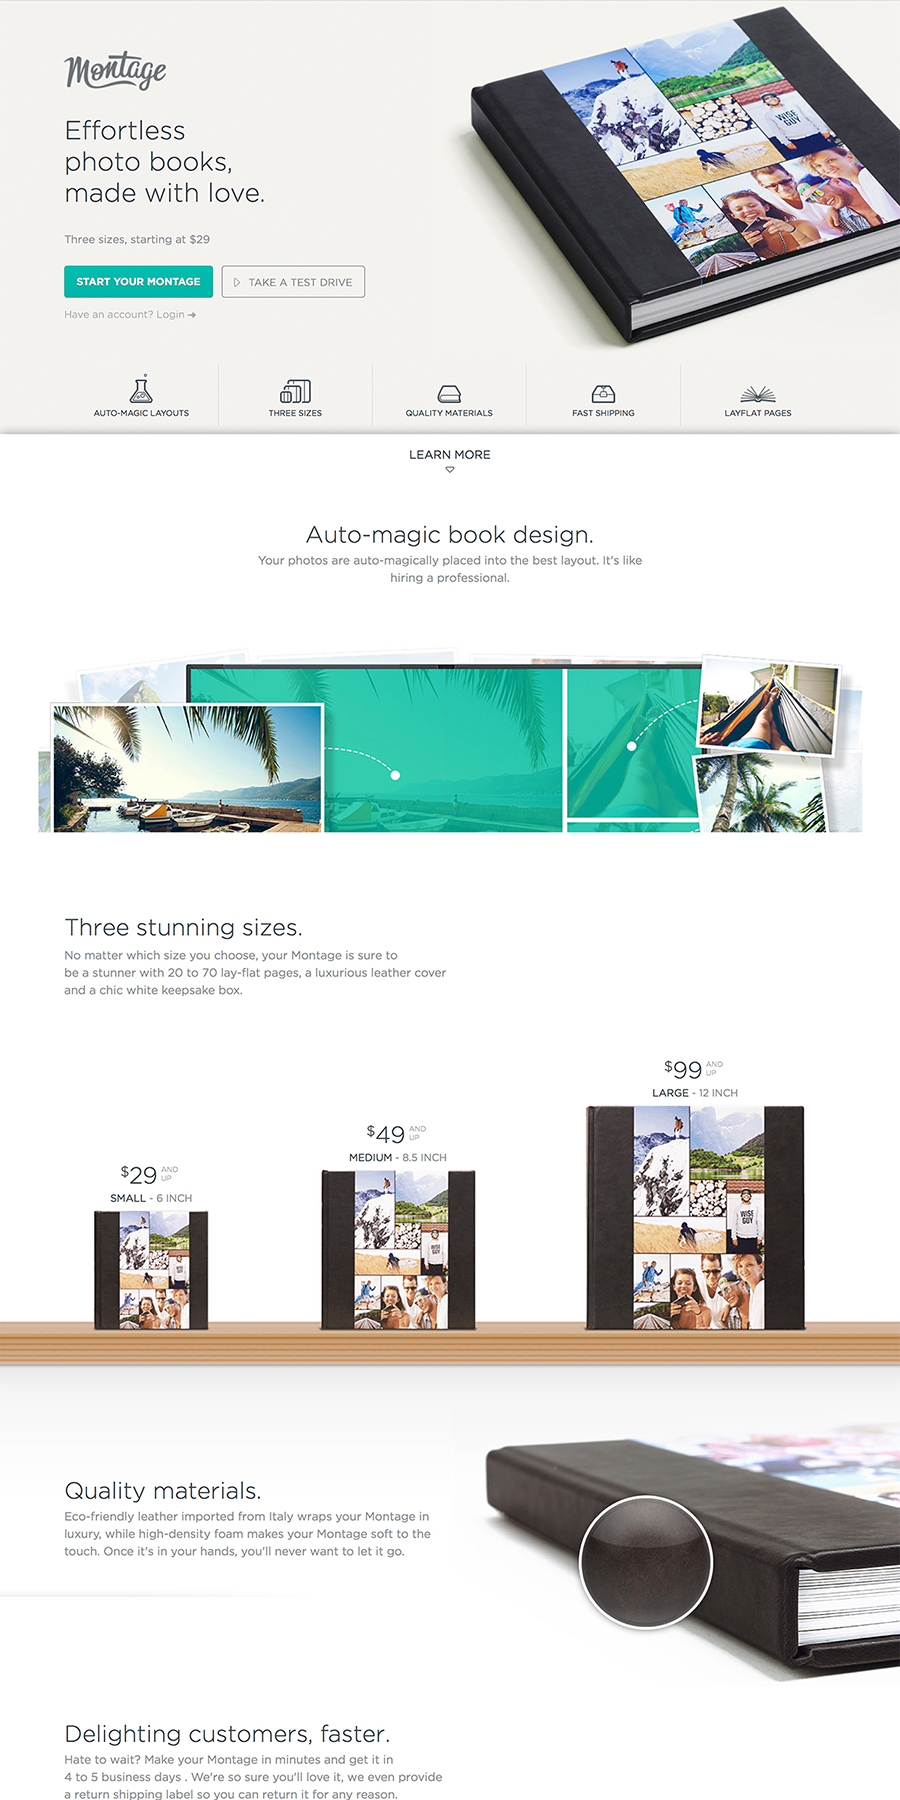 Montage
Effortless
photo books,
made with love.
Three sizes, starting at $29
START YOUR MONTAGE
TAKE A TEST DRIVE
Have an account? Login ➔
AUTO-MAGIC LAYOUTS
THREE SIZES
QUALITY MATERIALS
FAST SHIPPING
LAYFLAT PAGES
WISE
GUY
LEARN MORE
Auto-magic book design.
Your photos are auto-magically placed into the best layout. It's like
hiring a professional.
Three stunning sizes.
No matter which size you choose, your Montage is sure to
be a stunner with 20 to 70 lay-flat pages, a luxurious leather cover
and a chic white keepsake box.
$29 AND UP
SMALL - 6 INCH
$49 AND UP
MEDIUM - 8.5 INCH
$99 AND UP
LARGE - 12 INCH
WISE
GUY
WISE
GUY
WISE
GUY
Quality materials.
Eco-friendly leather imported from Italy wraps your Montage in
luxury, while high-density foam makes your Montage soft to the
touch. Once it's in your hands, you'll never want to let it go.
Delighting customers, faster.
Hate to wait? Make your Montage in minutes and get it in
4 to 5 business days . We're so sure you'll love it, we even provide
a return shipping label so you can return it for any reason.